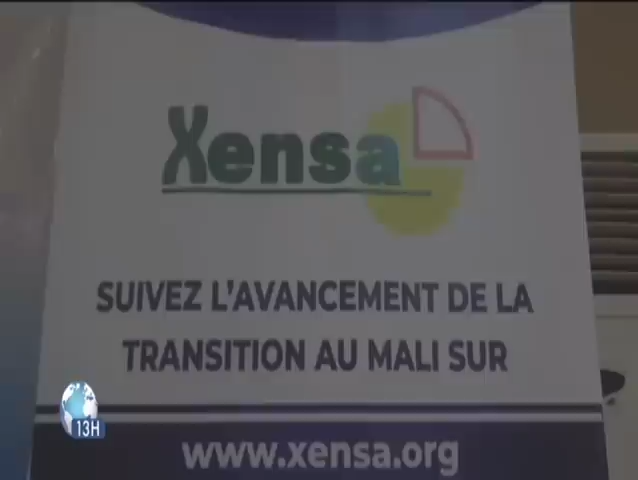 Xensa
SUIVEZ L'AVANCEMENT DE LA
TRANSITION AU MALI SUR
www.xensa.org
13H